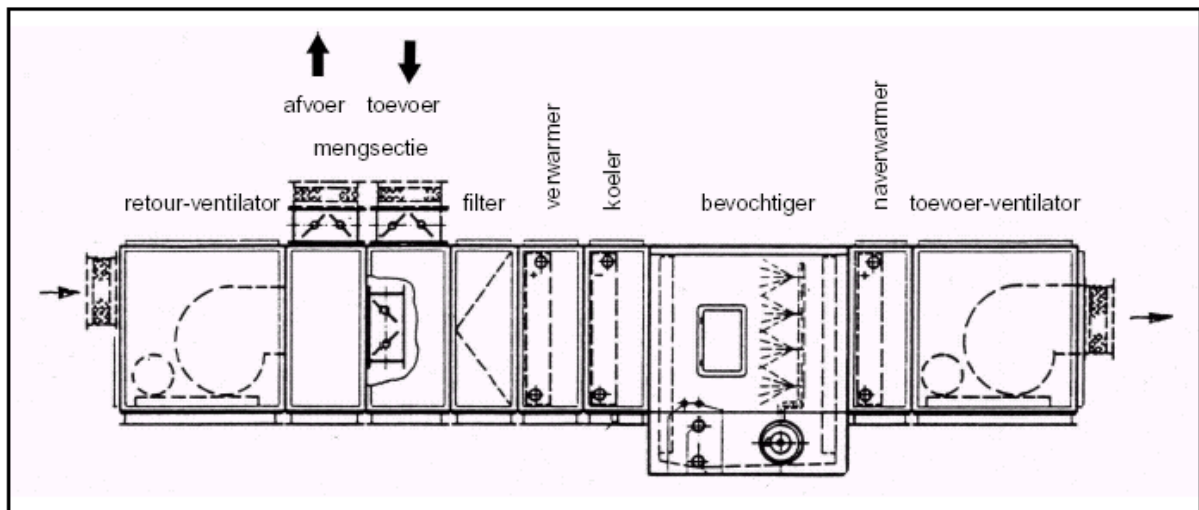 afvoer toevoer
mengsectie
retour-ventilator
filter
verwarmer
koeler
bevochtiger
naverwarmer
toevoer-ventilator
+
-
+